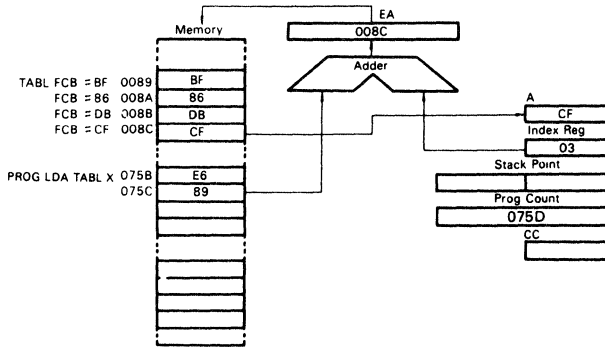 EA
Memory
008C
Adder
TABL FCB = BF 0089 BF
FCB = 86 008A 86
FCB = DB 008B DB
FCB = CF 008C CF
A
CF
Index Reg
03
Stack Point
PROG LDA TABL X 075B E6
075C 89
Prog Count
075D
CC